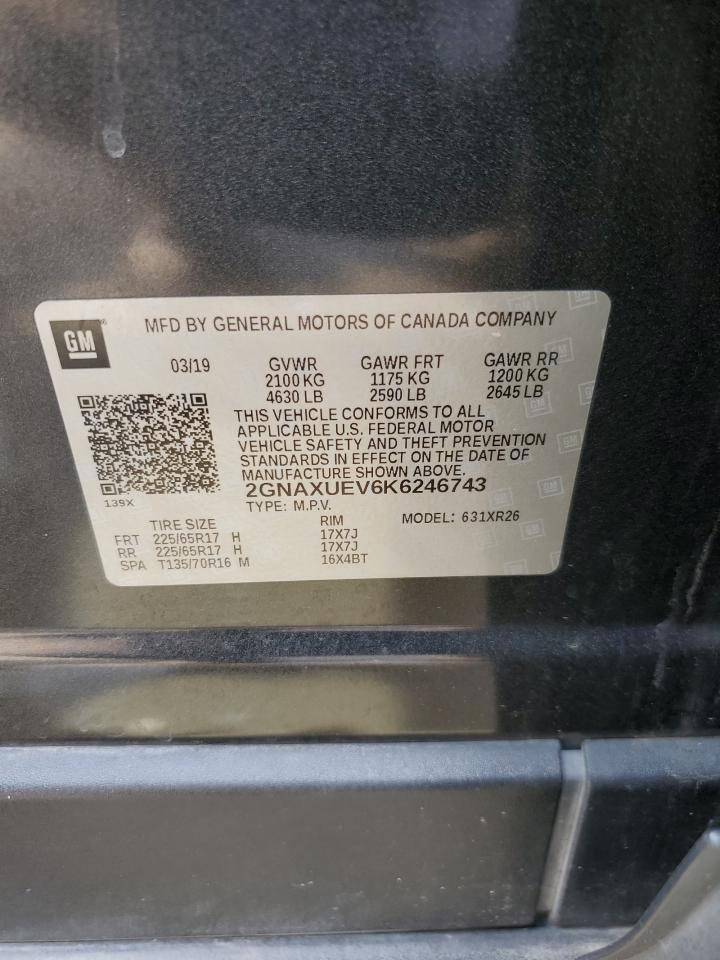 GM ®
MFD BY GENERAL MOTORS OF CANADA COMPANY
03/19 GVWR GAWR FRT GAWR RR
2100 KG 1175 KG 1200 KG
4630 LB 2590 LB 2645 LB
THIS VEHICLE CONFORMS TO ALL
APPLICABLE U.S. FEDERAL MOTOR
VEHICLE SAFETY AND THEFT PREVENTION
STANDARDS IN EFFECT ON THE DATE OF
MANUFACTURE SHOWN ABOVE.
139X
2GNAXUEV6K6246743
TYPE: M.P.V. MODEL: 631XR26
TIRE SIZE RIM
FRT 225/65R17 H 17X7J
RR 225/65R17 H 17X7J
SPA T135/70R16 M 16X4BT